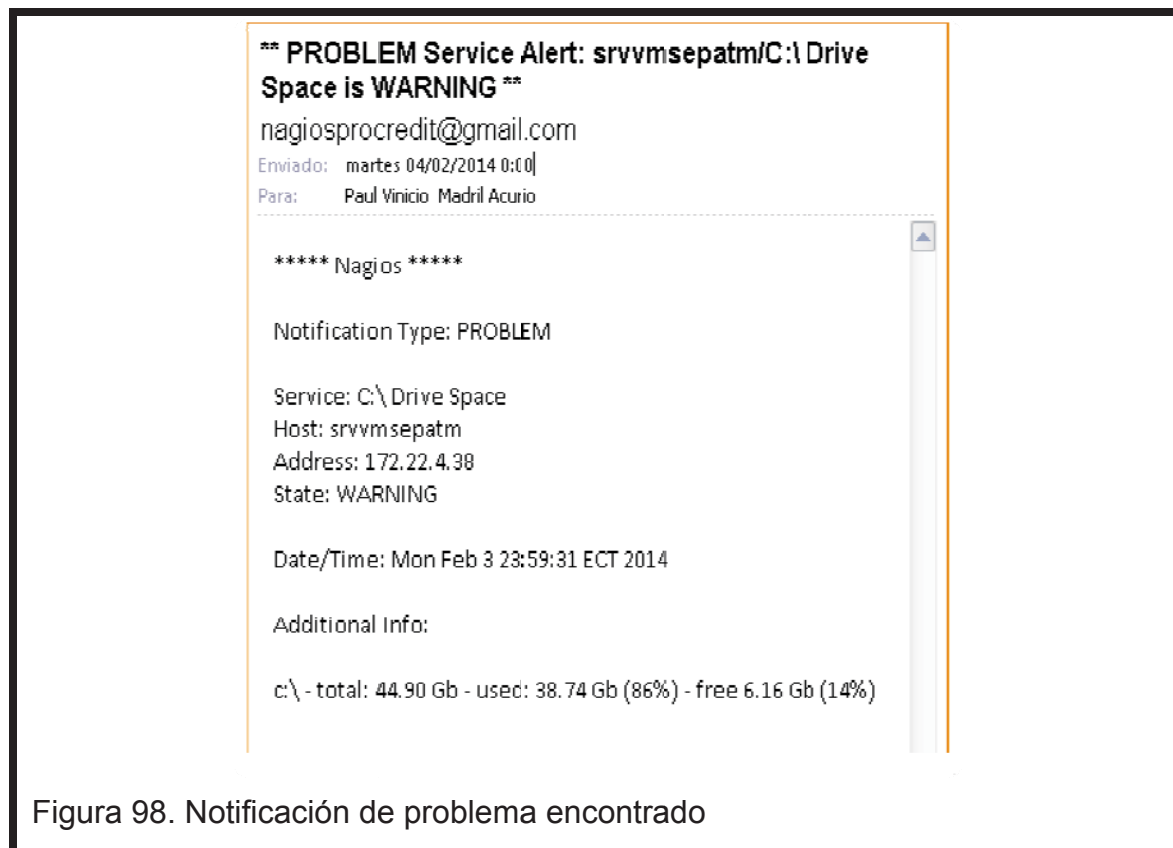 ** PROBLEM Service Alert: srvvmsepatm/C:\ Drive
Space is WARNING **
nagiosprocredit@gmail.com
Enviado: martes 04/02/2014 0:00
Para: Paul Vinicio Madril Acurio
***** Nagios *****
Notification Type: PROBLEM
Service: C:\ Drive Space
Host: srvvmsepatm
Address: 172.22.4.38
State: WARNING
Date/Time: Mon Feb 3 23:59:31 ECT 2014
Additional Info:
c:\ - total: 44.90 Gb - used: 38.74 Gb (86%) - free 6.16 Gb (14%)
Figura 98. Notificación de problema encontrado